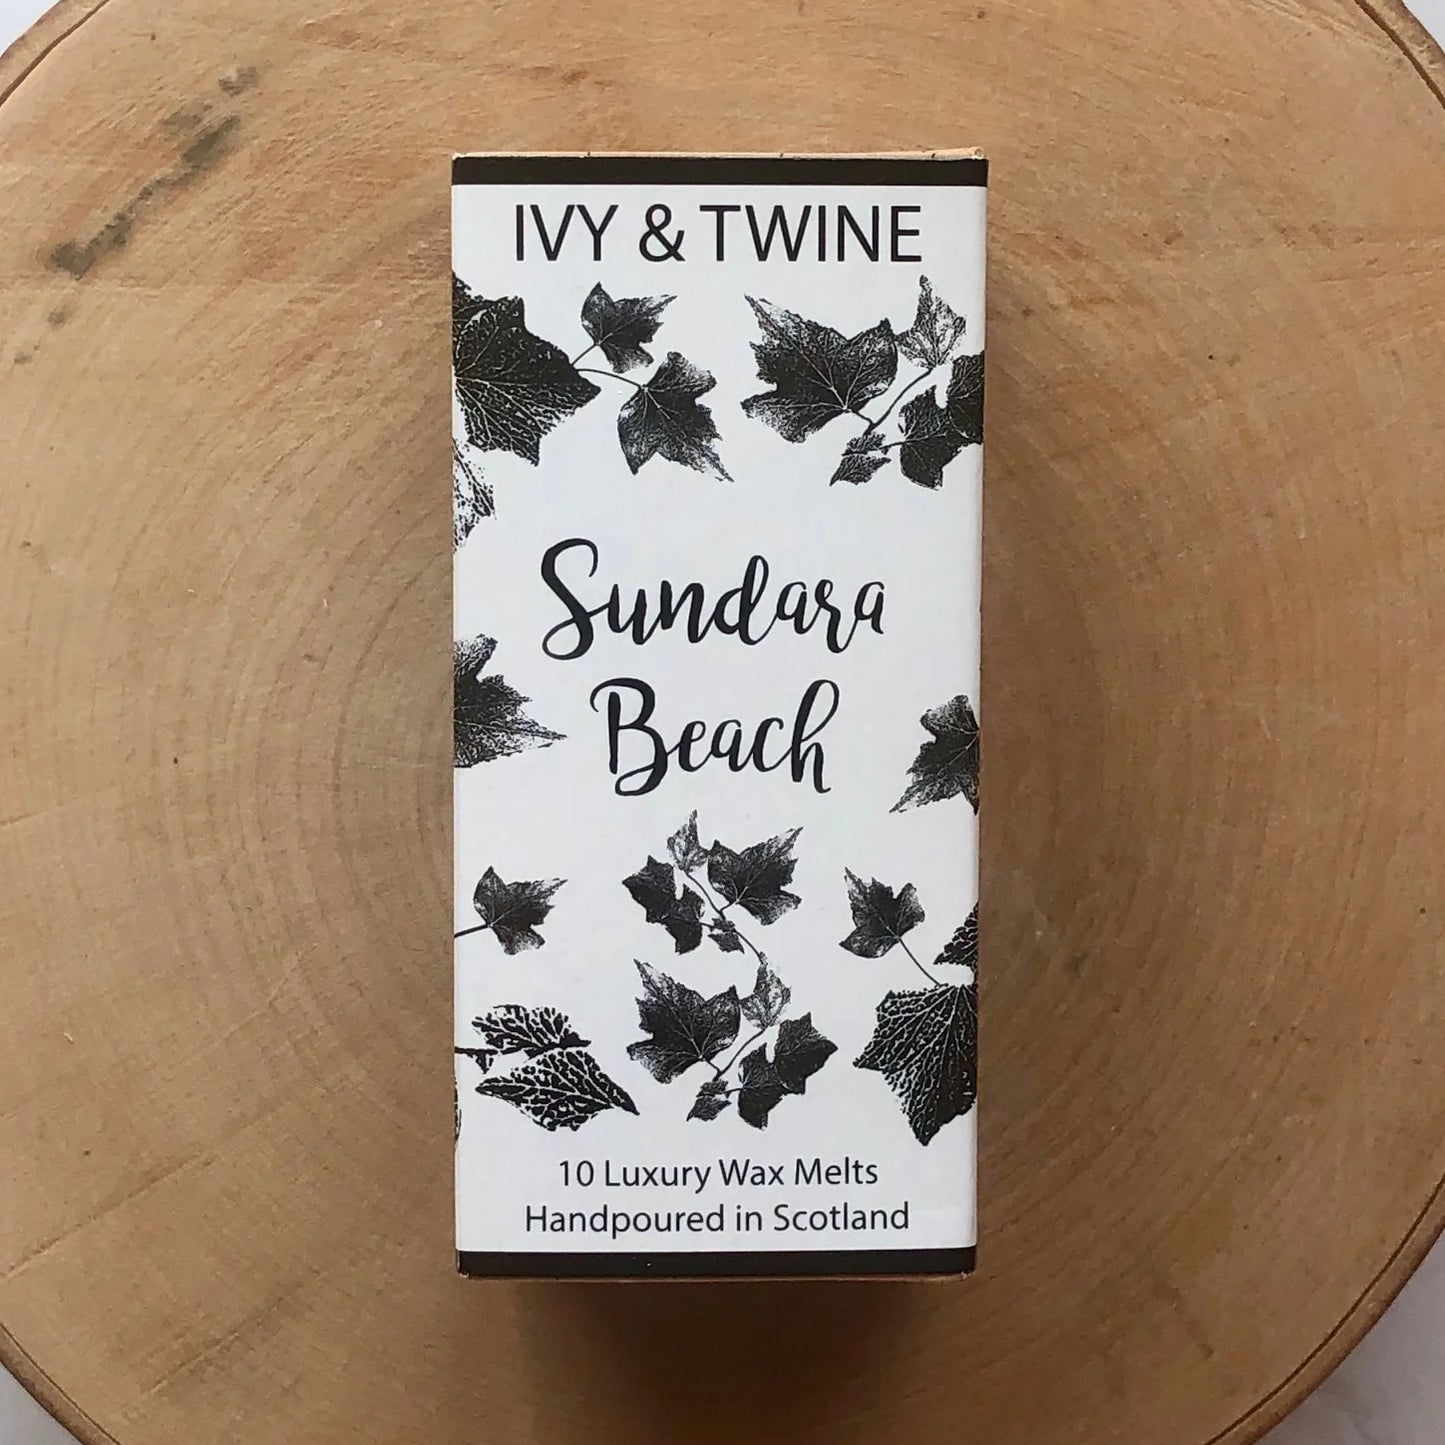 IVY & TWINE
Sundara
Beach
10 Luxury Wax Melts
Handpoured in Scotland